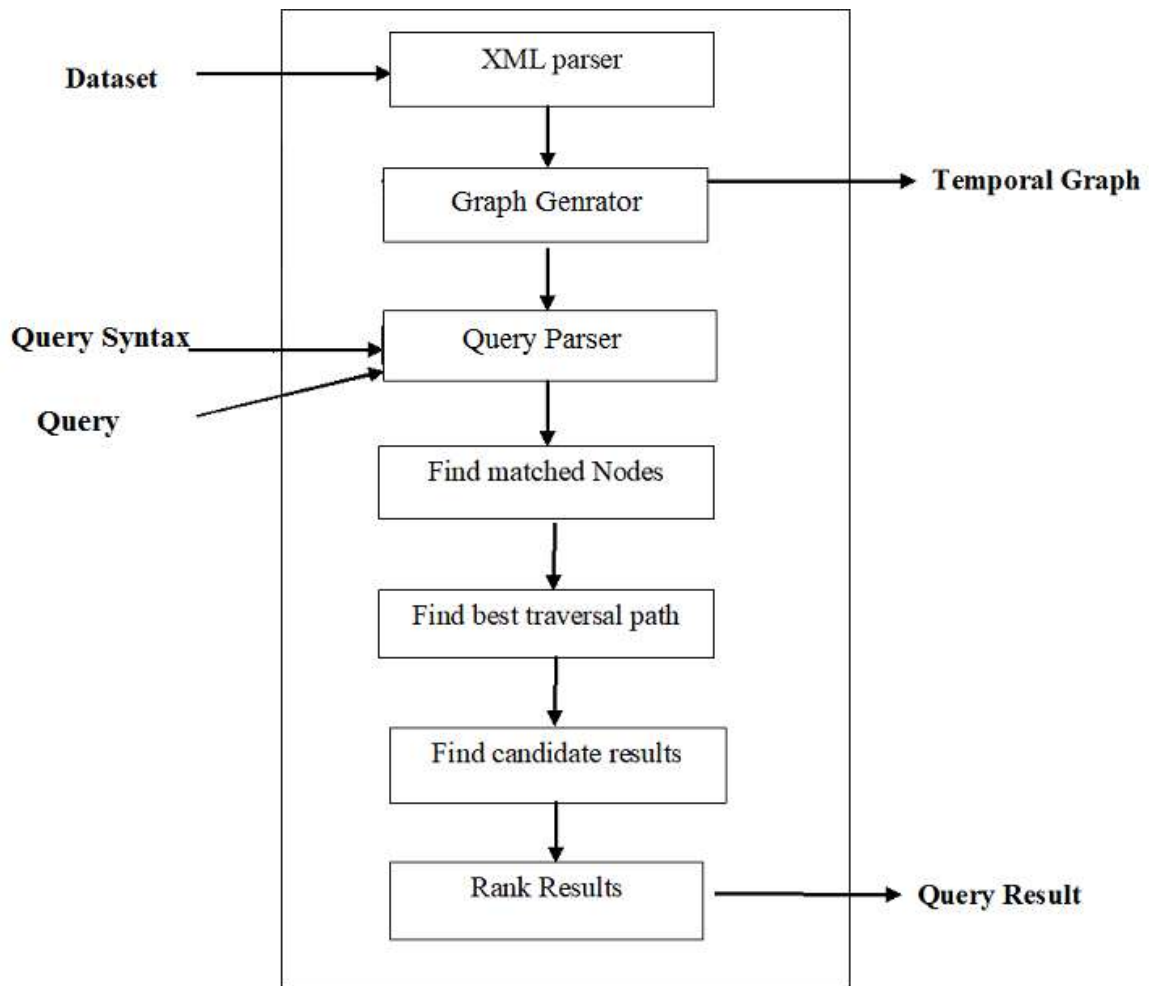 XML parser
Dataset
Graph Genrator
Temporal Graph
Query Syntax
Query Parser
Query
Find matched Nodes
Find best traversal path
Find candidate results
Rank Results
Query Result